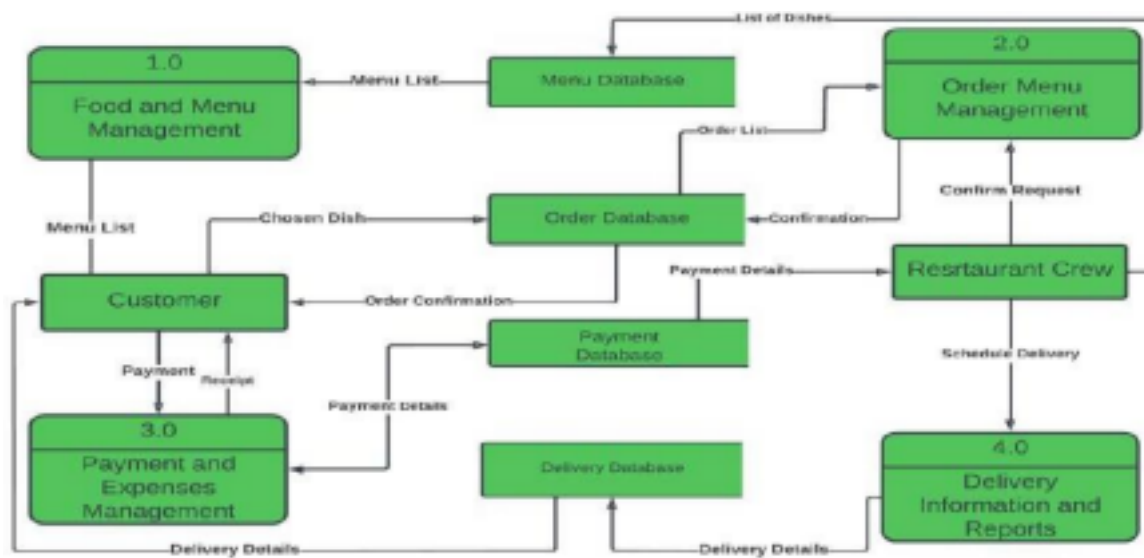 List of Dishes
1.0
Food and Menu
Management
Menu List
Menu Database
2.0
Order Menu
Management
Order List
Confirm Request
Menu List
Chosen Dish
Order Database
Confirmation
Payment Details
Resrtaurant Crew
Customer
Order Confirmation
Payment
Database
Schedule Delivery
Payment
Receipt
Payment Details
3.0
Payment and
Expenses
Management
Delivery Database
4.0
Delivery
Information and
Reports
Delivery Details
Delivery Details